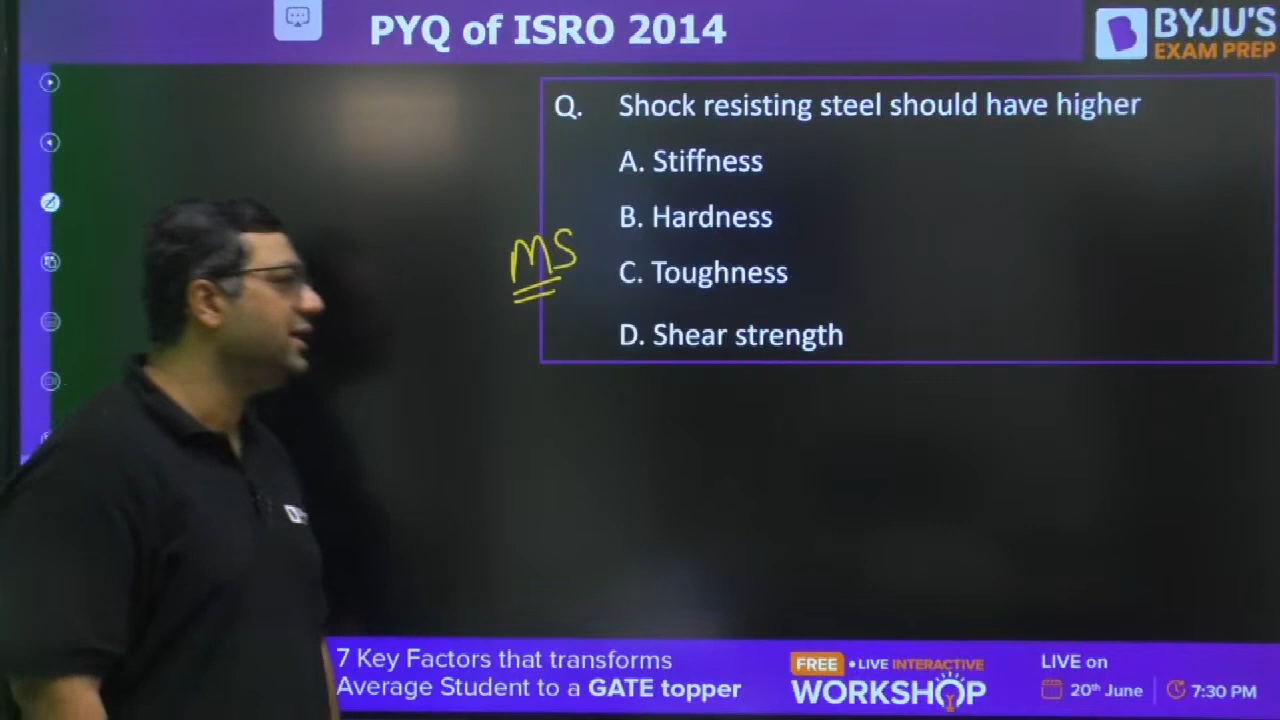 PYQ of ISRO 2014
BYJU'S
EXAM PREP
Q. Shock resisting steel should have higher
A. Stiffness
B. Hardness
MS
C. Toughness
D. Shear strength
7 Key Factors that transforms
Average Student to a GATE topper
FREE • LIVE INTERACTIVE
WORKSHOP
LIVE on
20th June | 7:30 PM